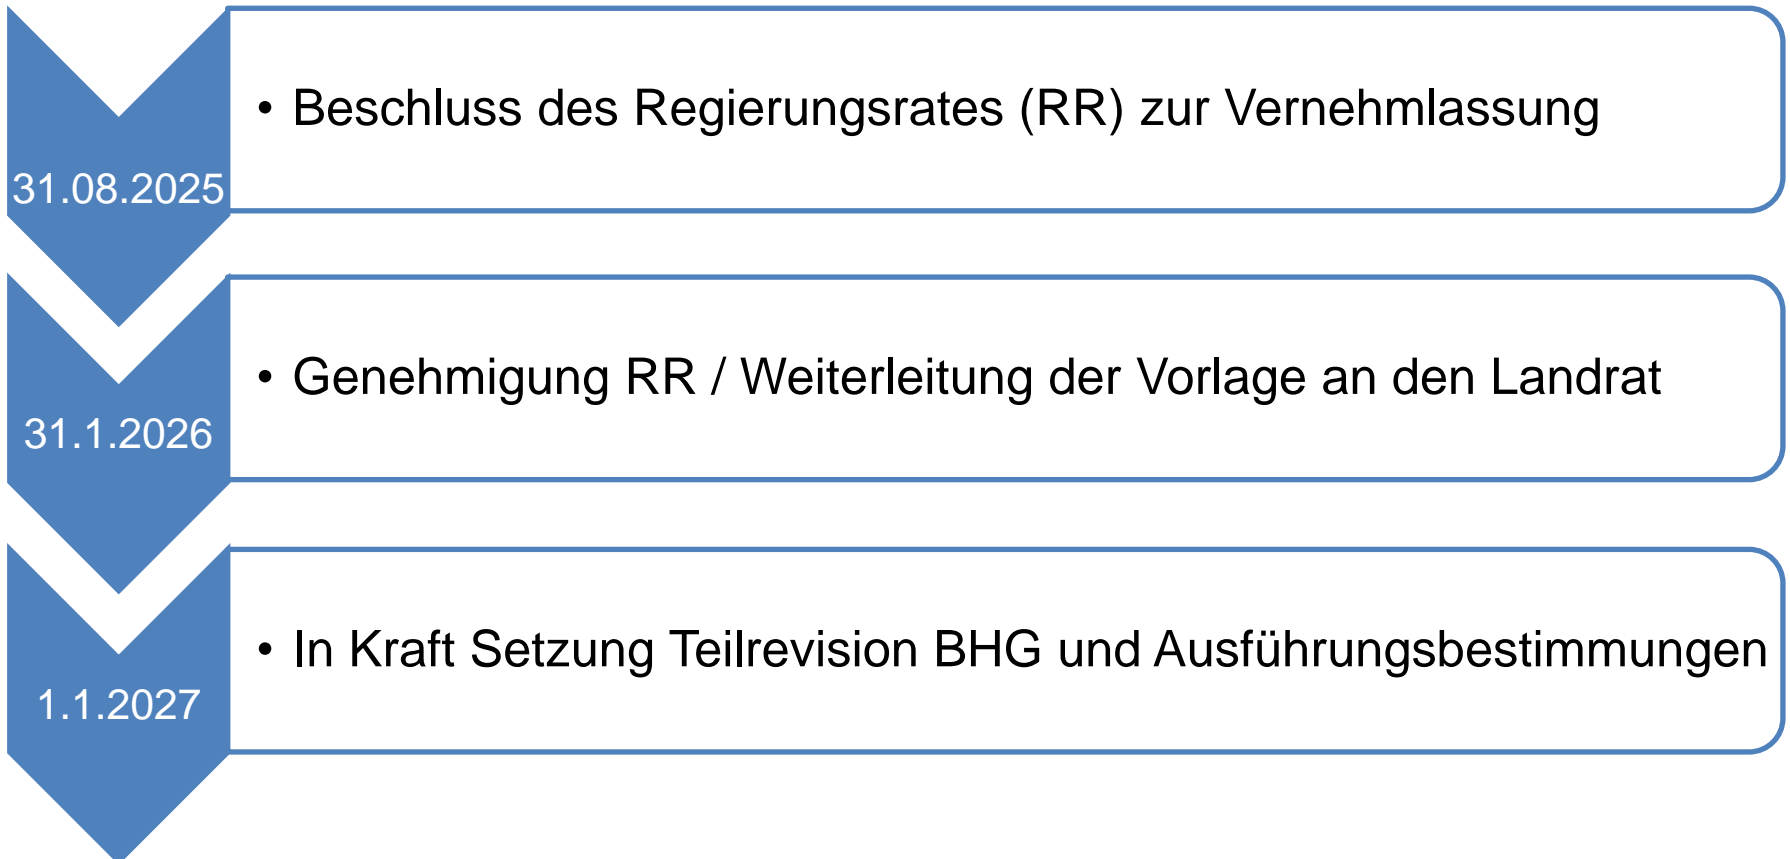 31.08.2025
• Beschluss des Regierungsrates (RR) zur Vernehmlassung
31.1.2026
• Genehmigung RR / Weiterleitung der Vorlage an den Landrat
1.1.2027
• In Kraft Setzung Teilrevision BHG und Ausführungsbestimmungen